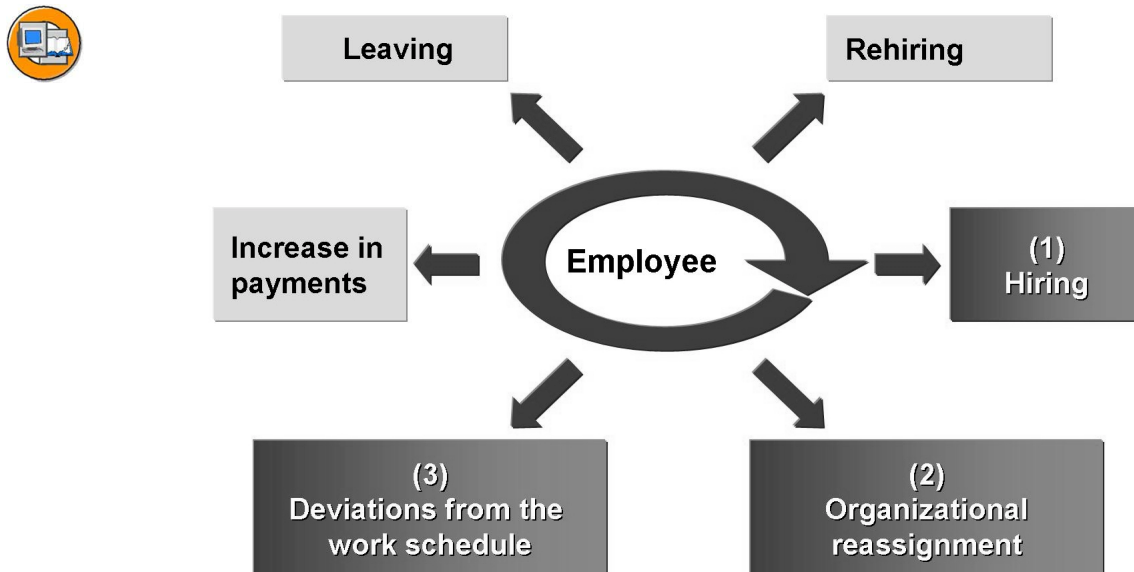 Leaving
Rehiring
Increase in
payments
Employee
(1)
Hiring
(3)
Deviations from the
work schedule
(2)
Organizational
reassignment